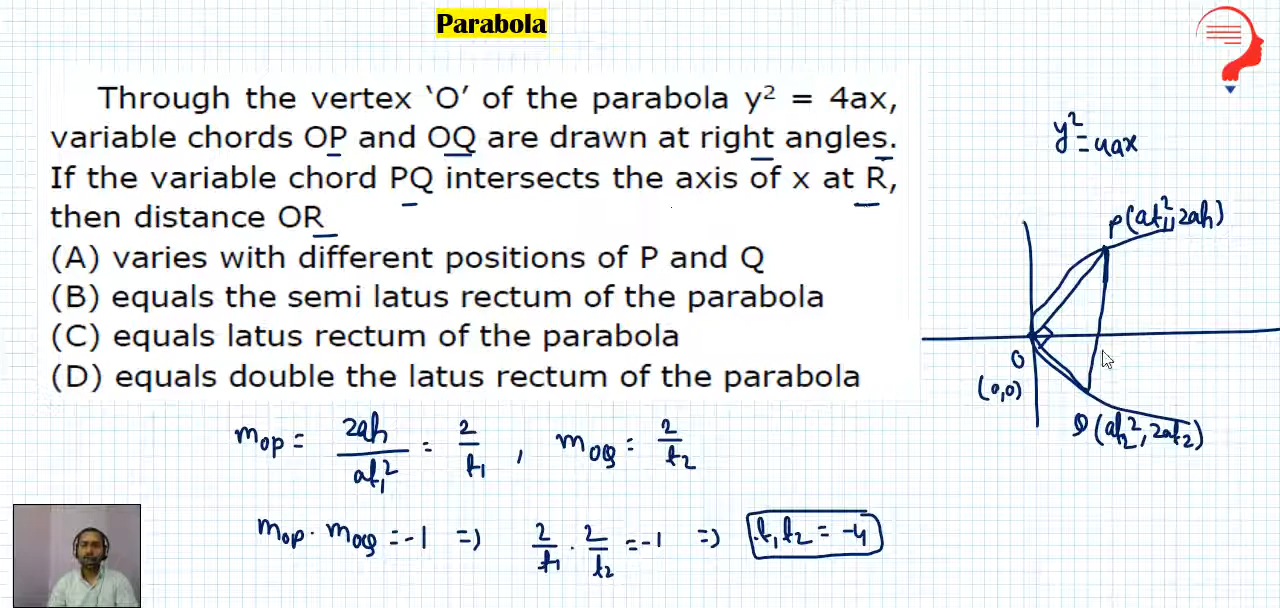 Parabola
Through the vertex ‘O’ of the parabola y² = 4ax,
variable chords OP and OQ are drawn at right angles.
If the variable chord PQ intersects the axis of x at R,
then distance OR
(A) varies with different positions of P and Q
(B) equals the semi latus rectum of the parabola
(C) equals latus rectum of the parabola
(D) equals double the latus rectum of the parabola
y² = 4ax
P(at₁², 2at₁)
O
(0,0)
Q(at₂², 2at₂)
m_OP = 2at₁/at₁² = 2/t₁ , m_OQ = 2/t₂
m_OP · m_OQ = -1 => 2/t₁ · 2/t₂ = -1 => t₁t₂ = -4